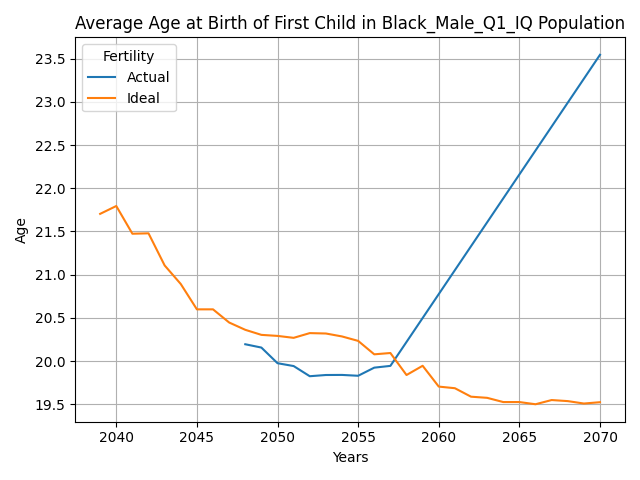 Average Age at Birth of First Child in Black_Male_Q1_IQ Population
Fertility
Actual
Ideal
23.5
23.0
22.5
22.0
21.5
21.0
20.5
20.0
19.5
Age
2040
2045
2050
2055
2060
2065
2070
Years